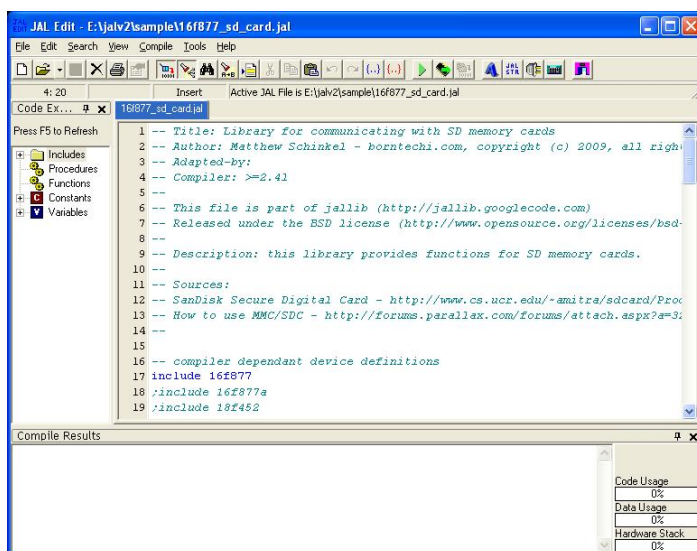 JAL Edit - E:\jalv2\sample\16f877_sd_card.jal
File Edit Search View Compile Tools Help
4: 20 Insert Active JAL File is E:\jalv2\sample\16f877_sd_card.jal
Code Ex...
16f877_sd_card.jal
Press F5 to Refresh
Includes
Procedures
Functions
Constants
Variables
1 -- Title: Library for communicating with SD memory cards
2 -- Author: Matthew Schinkel - borntechi.com, copyright (c) 2009, all righ
3 -- Adapted-by:
4 -- Compiler: >=2.41
5 --
6 -- This file is part of jallib (http://jallib.googlecode.com)
7 -- Released under the BSD license (http://www.opensource.org/licenses/bsd-
8 --
9 -- Description: this library provides functions for SD memory cards.
10 --
11 -- Sources:
12 -- SanDisk Secure Digital Card - http://www.cs.ucr.edu/~amitra/sdcard/Prod
13 -- How to use MMC/SDC - http://forums.parallax.com/forums/attach.aspx?a=32
14 --
15
16 -- compiler dependant device definitions
17 include 16f877
18 ;include 16f877a
19 ;include 18f452
Compile Results
Code Usage
0%
Data Usage
0%
Hardware Stack
0%